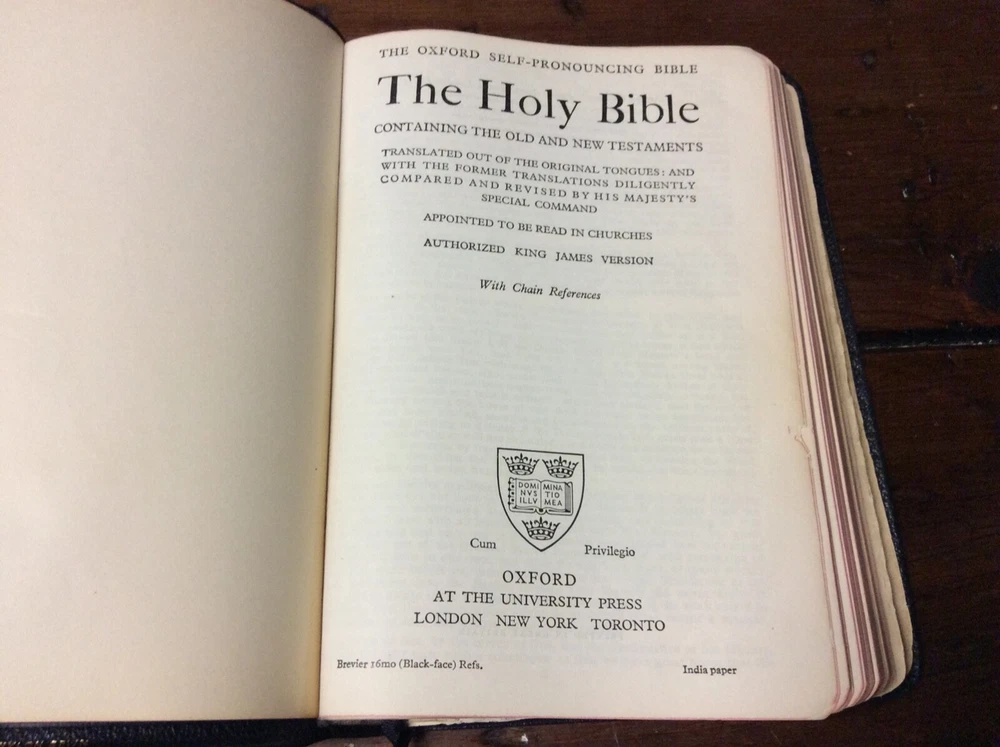 THE OXFORD SELF-PRONOUNCING BIBLE
The Holy Bible
CONTAINING THE OLD AND NEW TESTAMENTS
TRANSLATED OUT OF THE ORIGINAL TONGUES: AND
WITH THE FORMER TRANSLATIONS DILIGENTLY
COMPARED AND REVISED BY HIS MAJESTY'S
SPECIAL COMMAND
APPOINTED TO BE READ IN CHURCHES
AUTHORIZED KING JAMES VERSION
With Chain References
DOMI MINA
NVS TIO
ILLV MEA
Cum Privilegio
OXFORD
AT THE UNIVERSITY PRESS
LONDON NEW YORK TORONTO
Brevier 16mo (Black-face) Refs. India paper